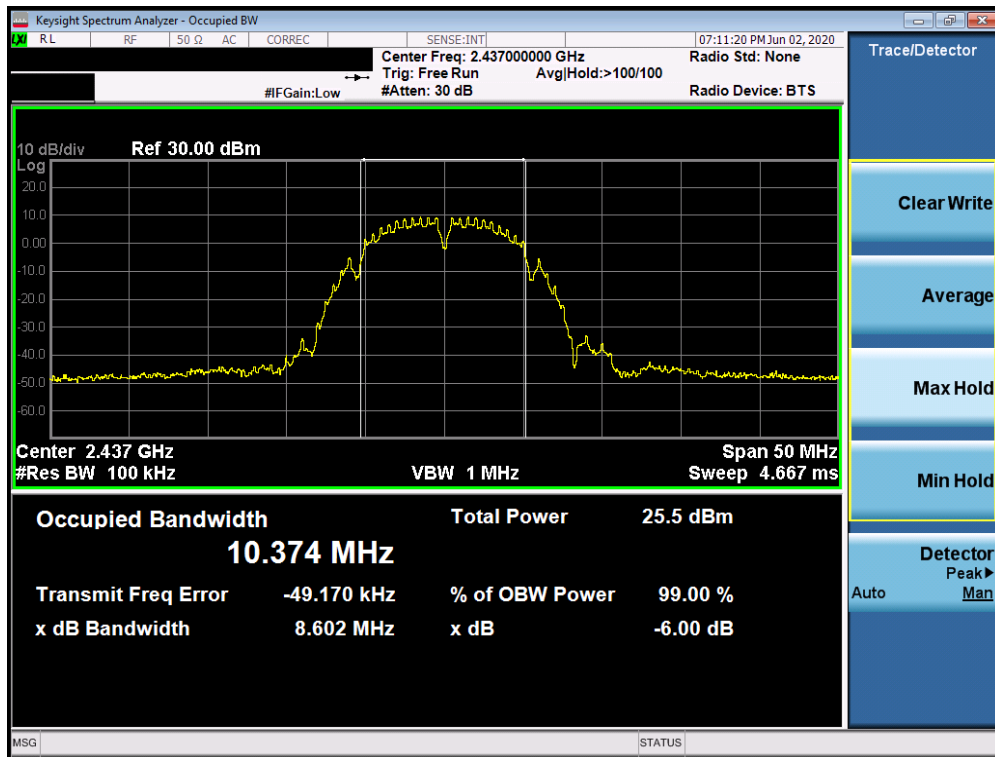 Keysight Spectrum Analyzer - Occupied BW
LXI RL RF 50 Ω AC CORREC SENSE:INT 07:11:20 PM Jun 02, 2020
Center Freq: 2.437000000 GHz Radio Std: None
Trig: Free Run Avg|Hold:>100/100
#IFGain:Low #Atten: 30 dB Radio Device: BTS
10 dB/div Ref 30.00 dBm
Log
20.0
10.0
0.00
-10.0
-20.0
-30.0
-40.0
-50.0
-60.0
Center 2.437 GHz Span 50 MHz
#Res BW 100 kHz VBW 1 MHz Sweep 4.667 ms
Occupied Bandwidth Total Power 25.5 dBm
10.374 MHz
Transmit Freq Error -49.170 kHz % of OBW Power 99.00 %
x dB Bandwidth 8.602 MHz x dB -6.00 dB
MSG STATUS
Trace/Detector
Clear Write
Average
Max Hold
Min Hold
Detector
Peak▶
Auto Man